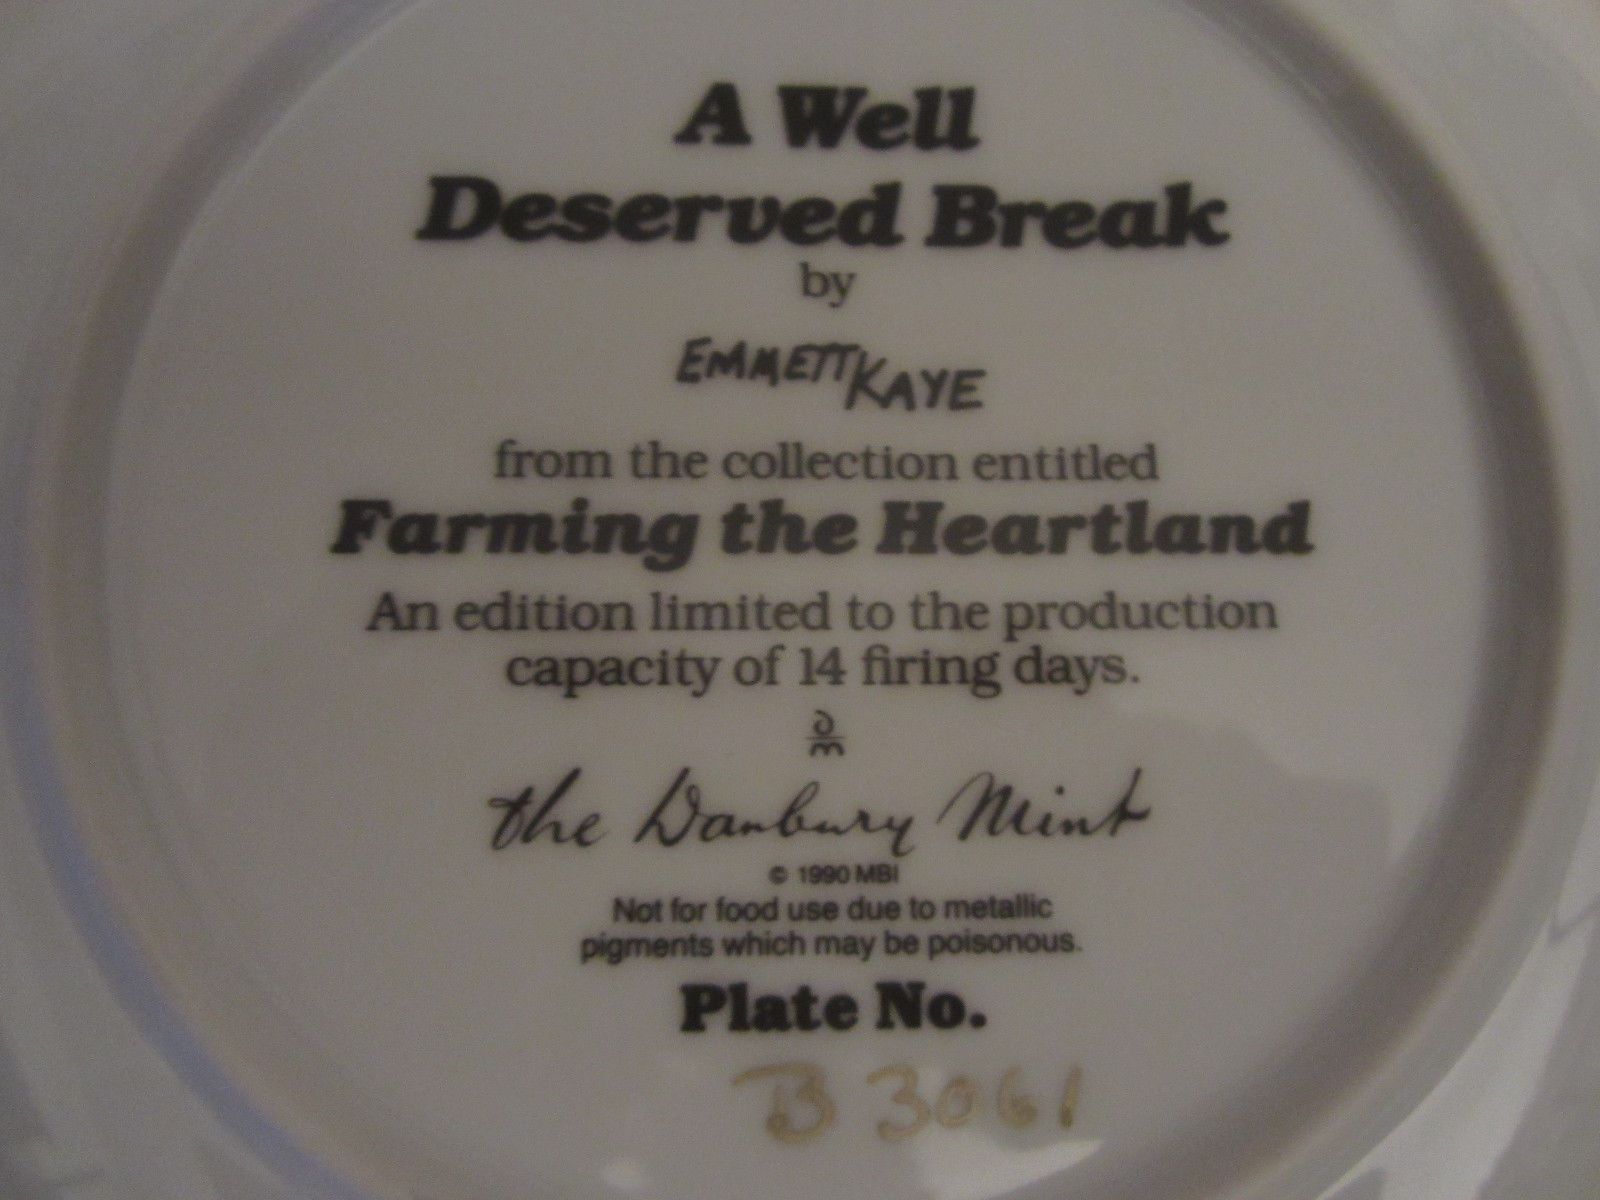 A Well
Deserved Break
by
EMMETT KAYE
from the collection entitled
Farming the Heartland
An edition limited to the production
capacity of 14 firing days.
dm
the Danbury Mint
© 1990 MBI
Not for food use due to metallic
pigments which may be poisonous.
Plate No.
B 3061